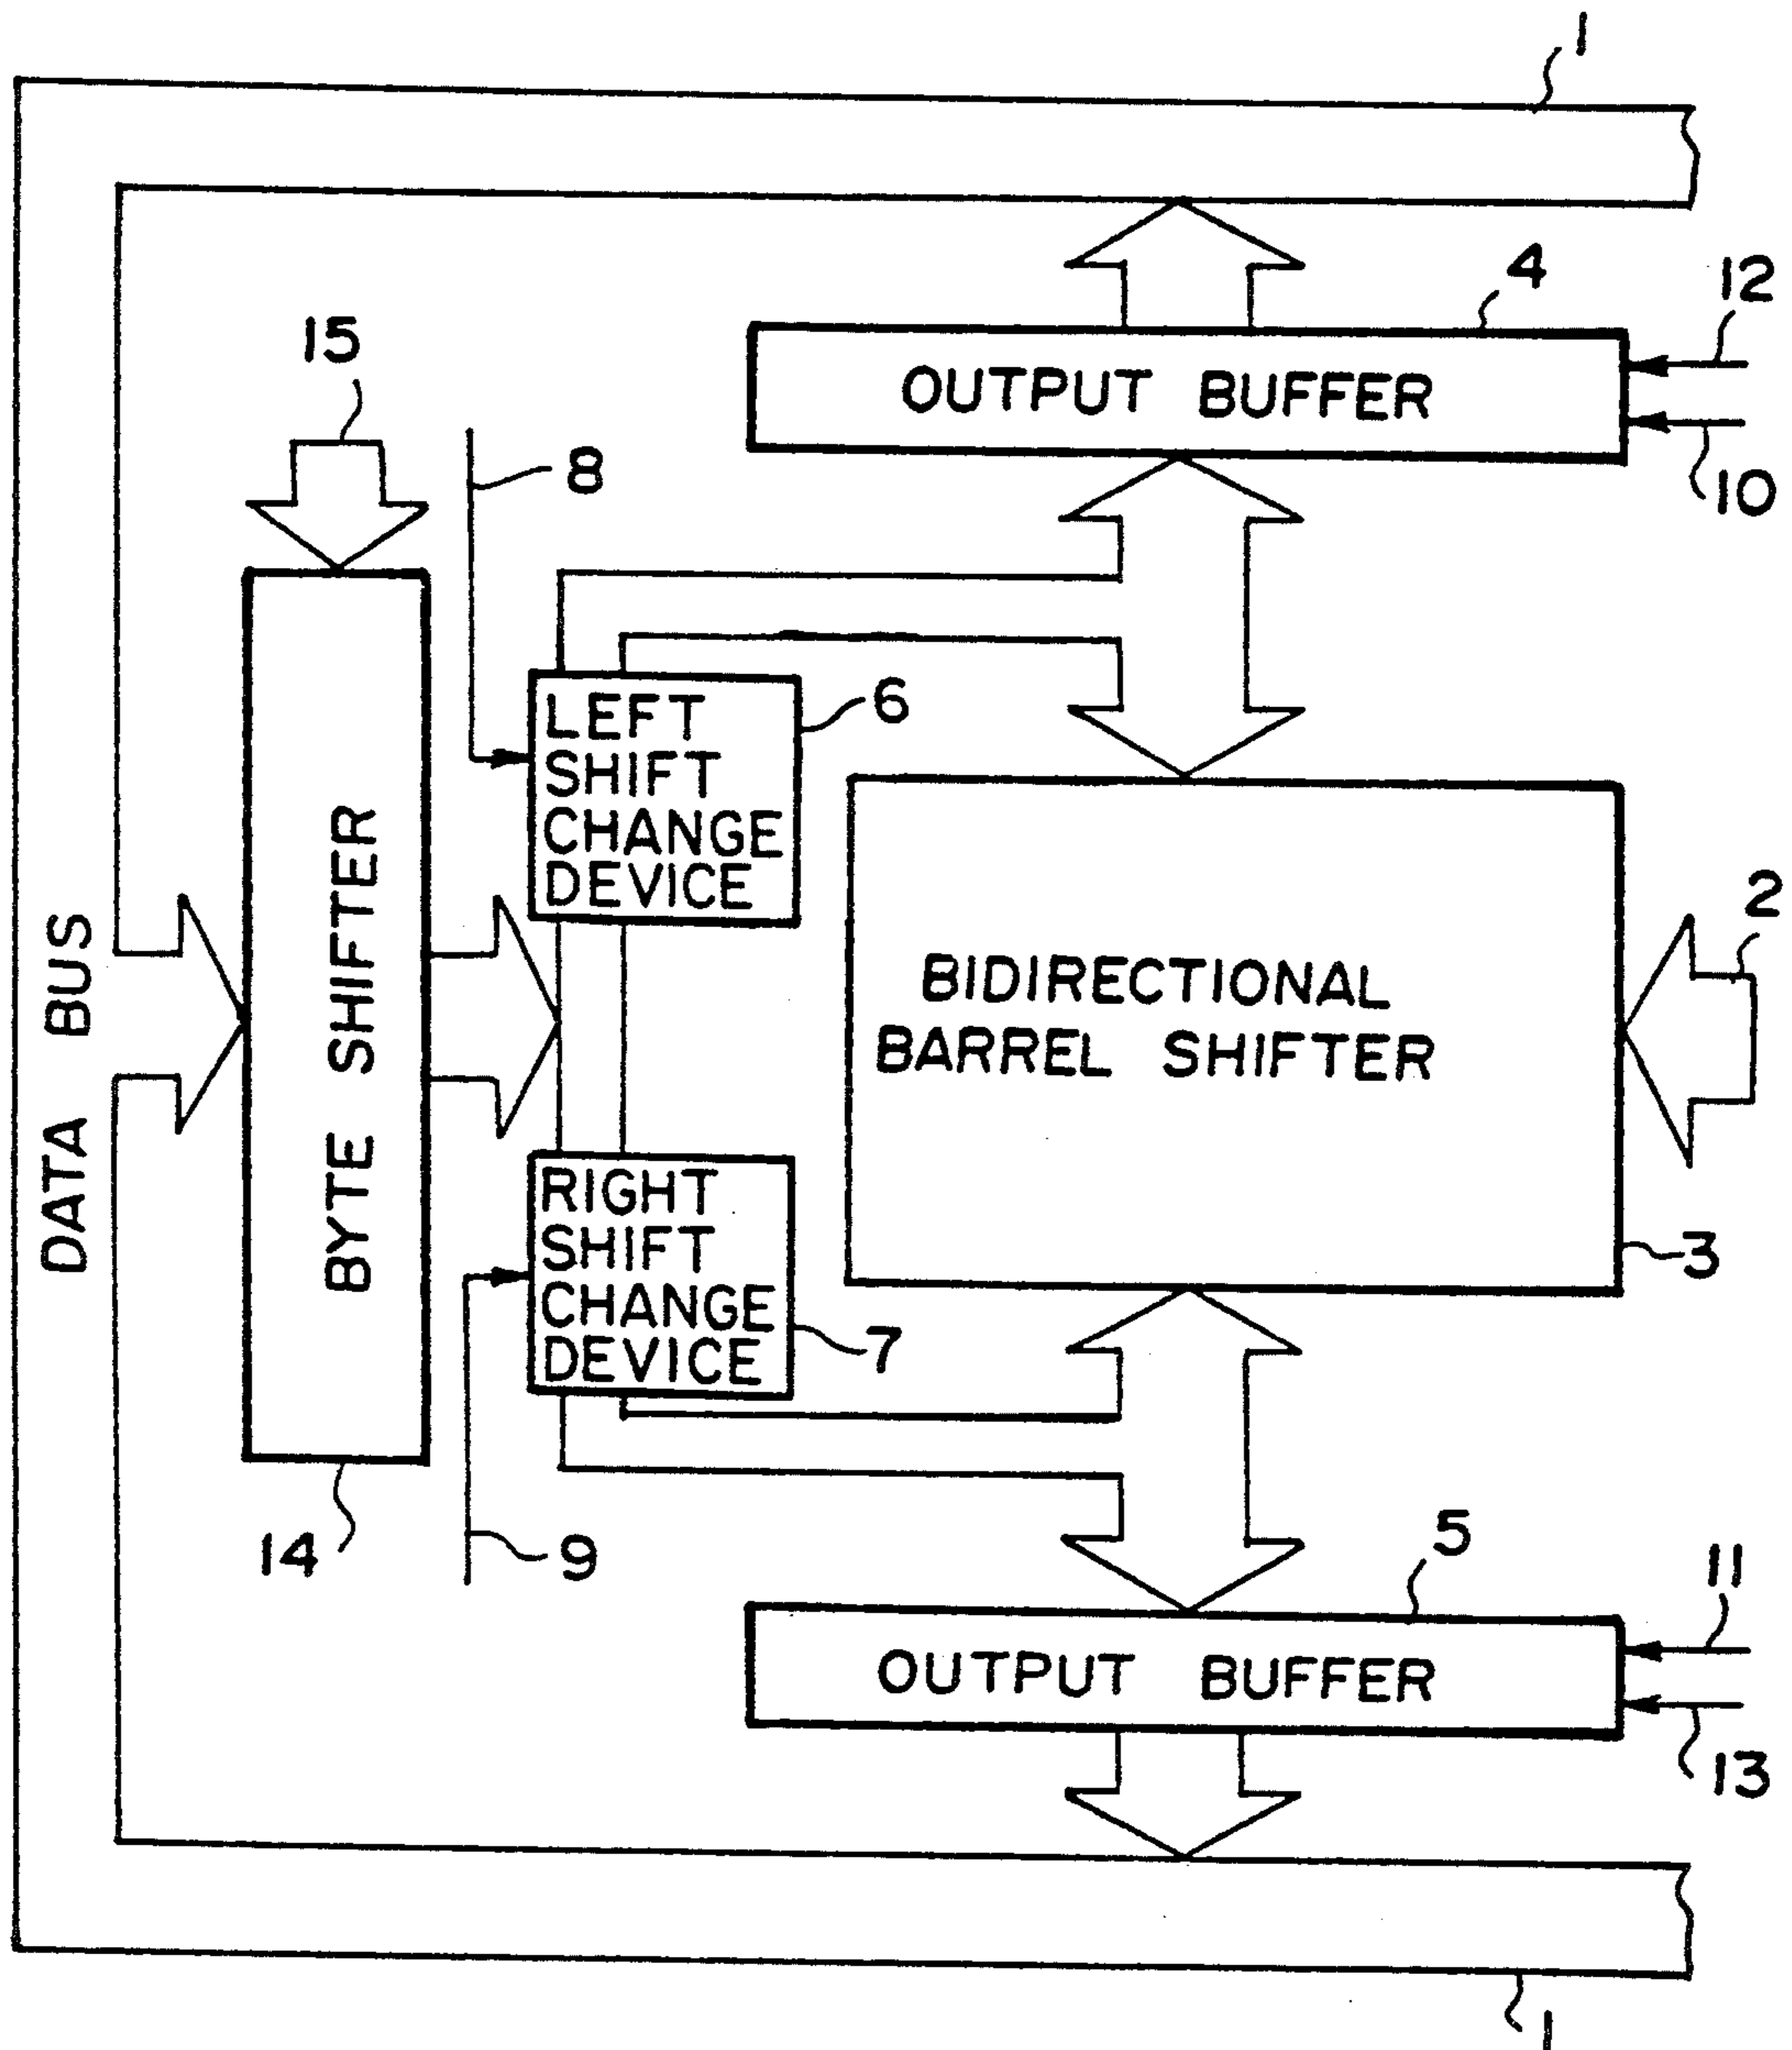 1
4
12
OUTPUT BUFFER
10
15
8
LEFT
SHIFT
CHANGE
DEVICE
6
2
DATA BUS
BYTE SHIFTER
BIDIRECTIONAL
BARREL SHIFTER
3
RIGHT
SHIFT
CHANGE
DEVICE
7
14
9
5
11
OUTPUT BUFFER
13
1